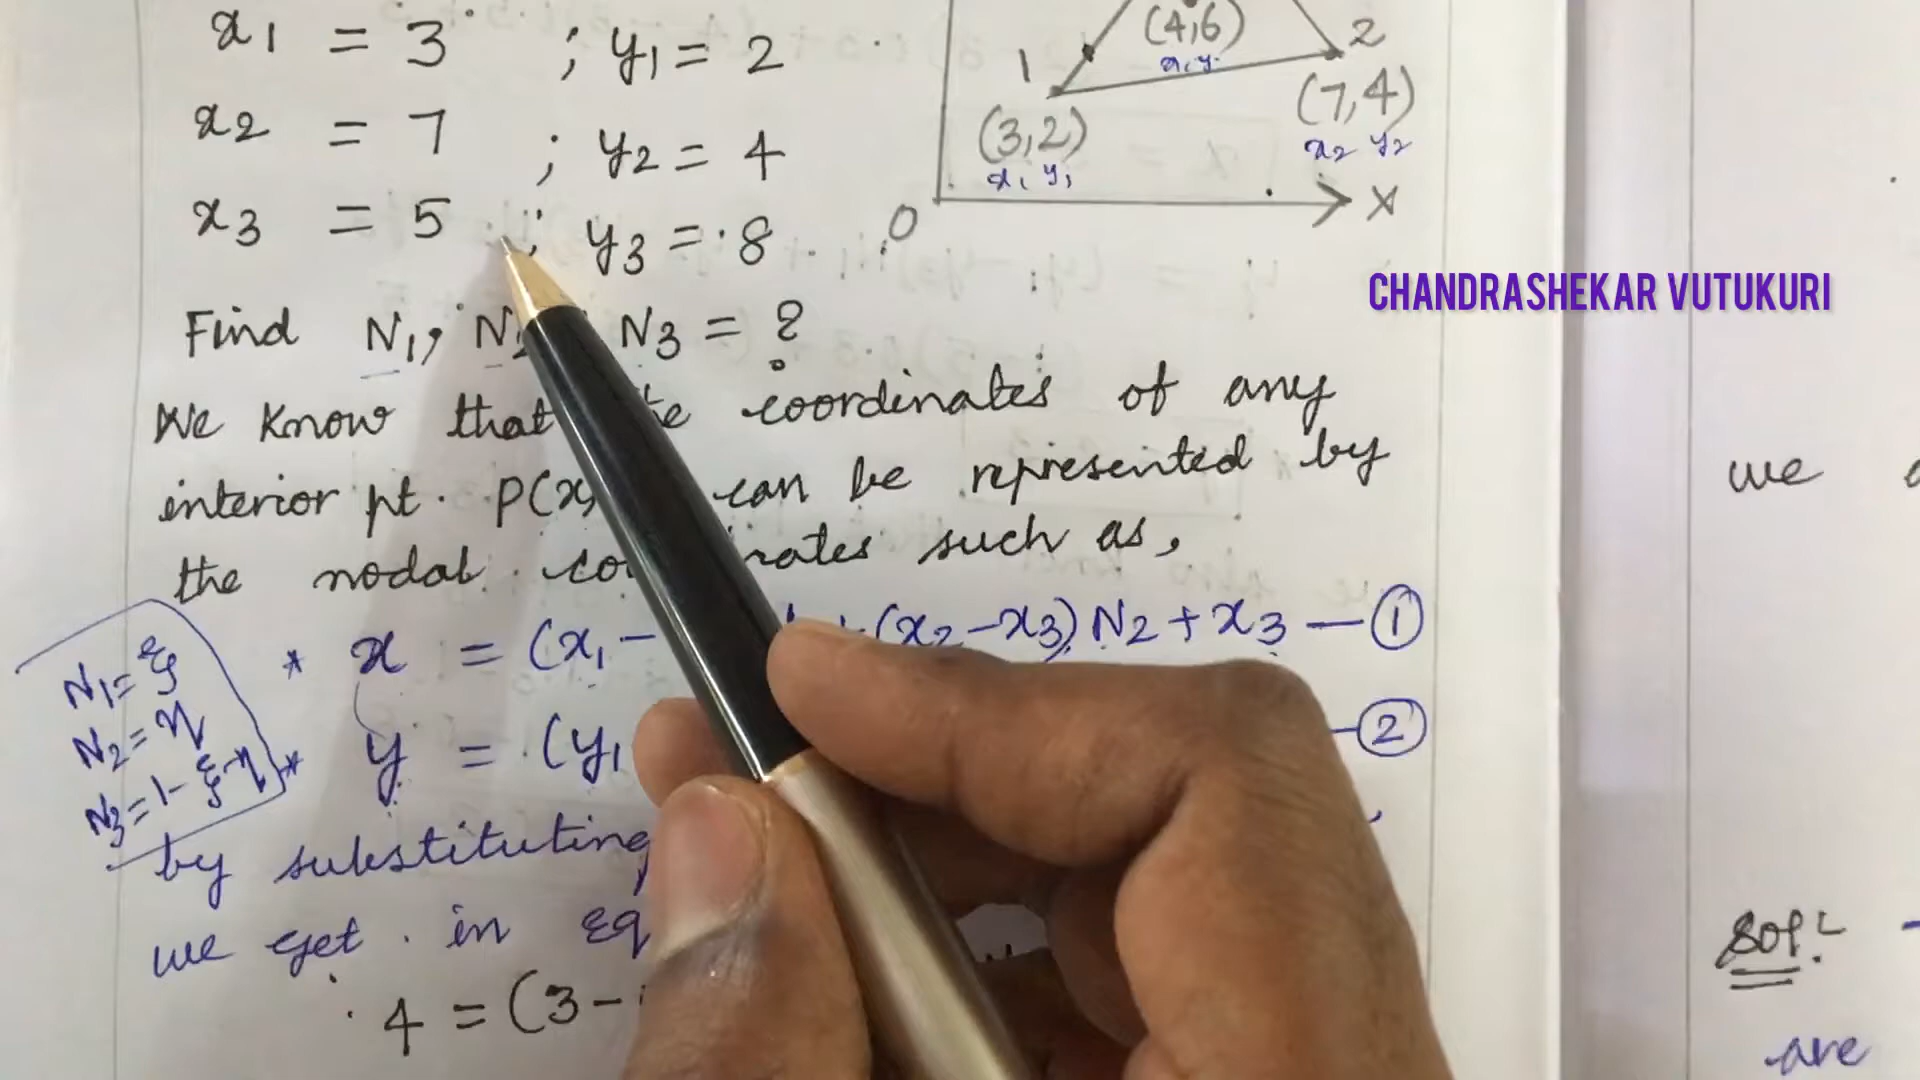 x1 = 3 ; y1 = 2
x2 = 7 ; y2 = 4
x3 = 5 ; y3 = 8
Find N1, N2 N3 = ?
We know that coordinates of any
interior pt. P(x, can be represented by
the nodal such as,
* x = (x1 - (x2-x3) N2 + x3 — ①
* y = (y1 — ②
N1 = ξ
N2 = η
N3 = 1 - ξ - η
by substituting
we get in Eq
4 = (3 -
(4,6)
x,y
1
2
(3,2)
x1 y1
(7,4)
x2 y2
0
X
CHANDRASHEKAR VUTUKURI
we
Sol:
are